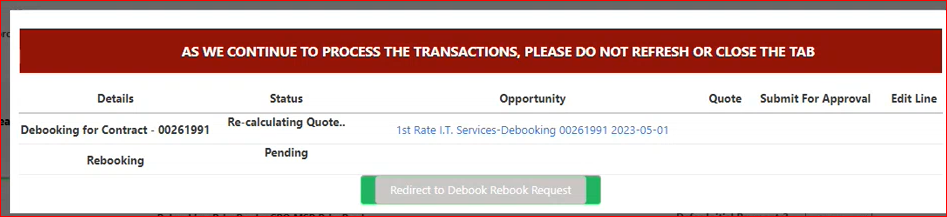 AS WE CONTINUE TO PROCESS THE TRANSACTIONS, PLEASE DO NOT REFRESH OR CLOSE THE TAB
Details Status Opportunity Quote Submit For Approval Edit Line
Debooking for Contract - 00261991 Re-calculating Quote.. 1st Rate I.T. Services-Debooking 00261991 2023-05-01
Rebooking Pending
Redirect to Debook Rebook Request